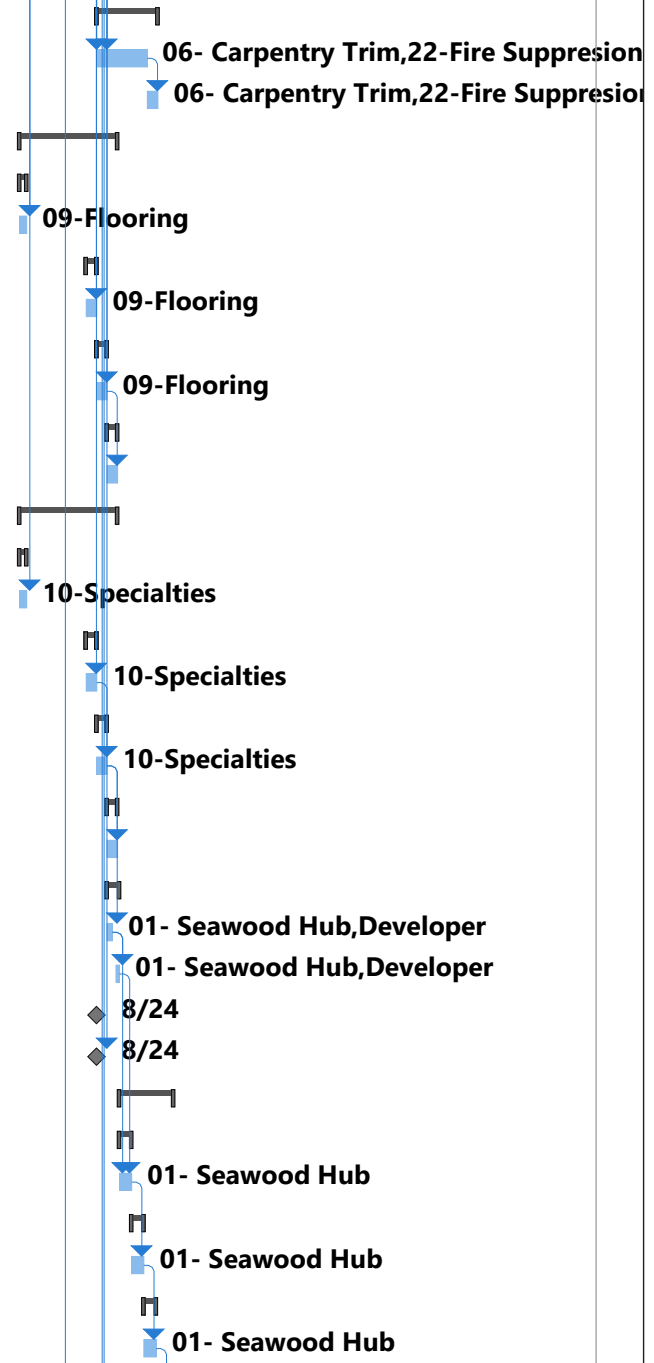 06- Carpentry Trim,22-Fire Suppresion
06- Carpentry Trim,22-Fire Suppresion
09-Flooring
09-Flooring
09-Flooring
10-Specialties
10-Specialties
10-Specialties
01- Seawood Hub,Developer
01- Seawood Hub,Developer
8/24
8/24
01- Seawood Hub
01- Seawood Hub
01- Seawood Hub